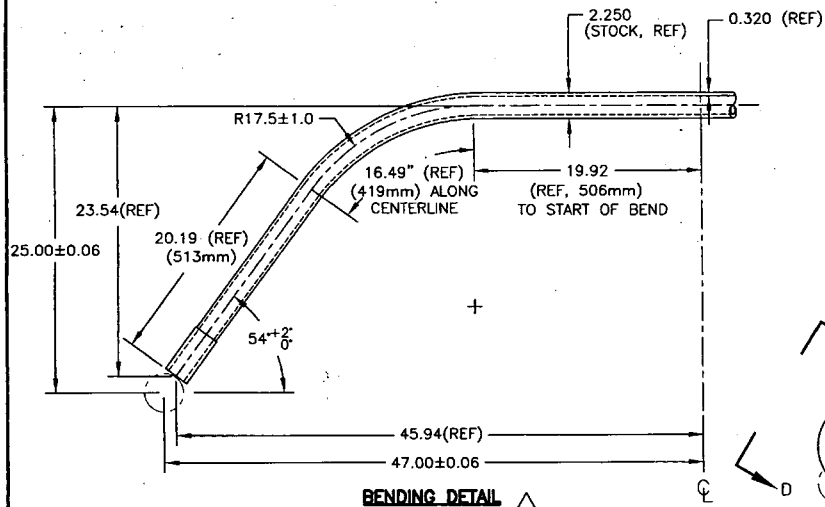 2.250
(STOCK, REF)
0.320 (REF)
R17.5±1.0
16.49" (REF)
(419mm) ALONG
CENTERLINE
19.92
(REF, 506mm)
TO START OF BEND
23.54(REF)
25.00±0.06
20.19 (REF)
(513mm)
54°+2°
0°
45.94(REF)
47.00±0.06
BENDING DETAIL
CL
D